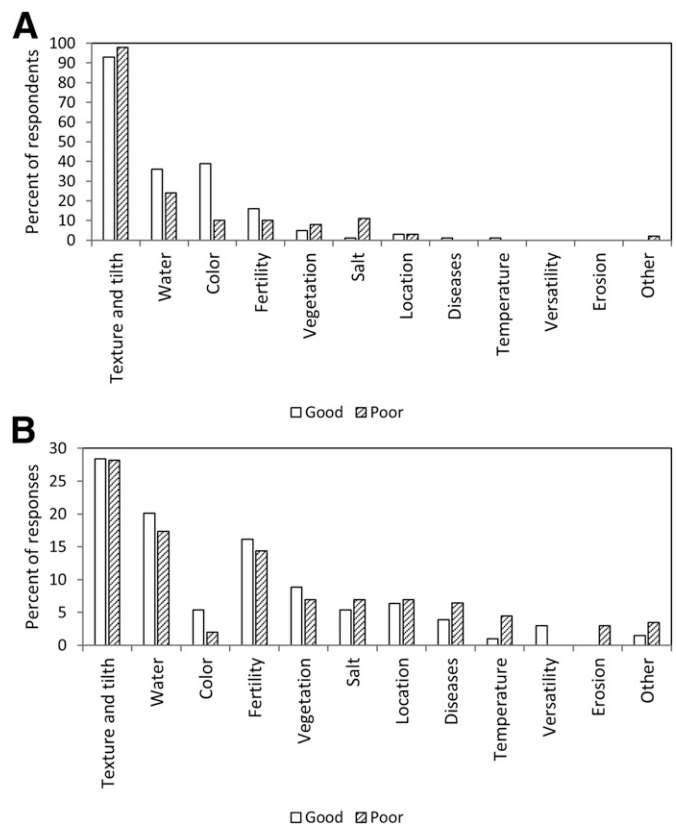 A
Percent of respondents
100
90
80
70
60
50
40
30
20
10
0
Texture and tilth
Water
Color
Fertility
Vegetation
Salt
Location
Diseases
Temperature
Versatility
Erosion
Other
Good Poor
B
Percent of responses
30
25
20
15
10
5
0
Texture and tilth
Water
Color
Fertility
Vegetation
Salt
Location
Diseases
Temperature
Versatility
Erosion
Other
Good Poor